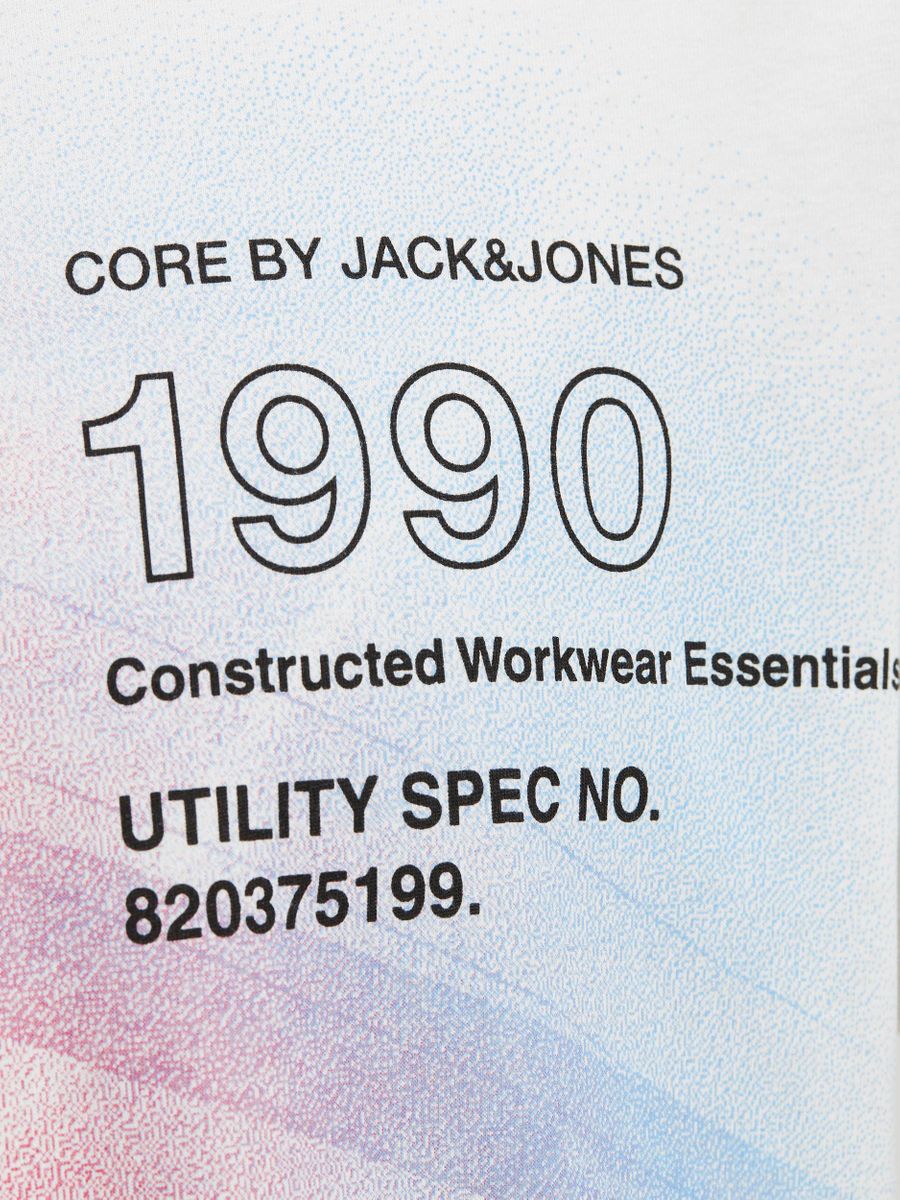 CORE BY JACK&JONES
1990
Constructed Workwear Essentials
UTILITY SPEC NO.
820375199.